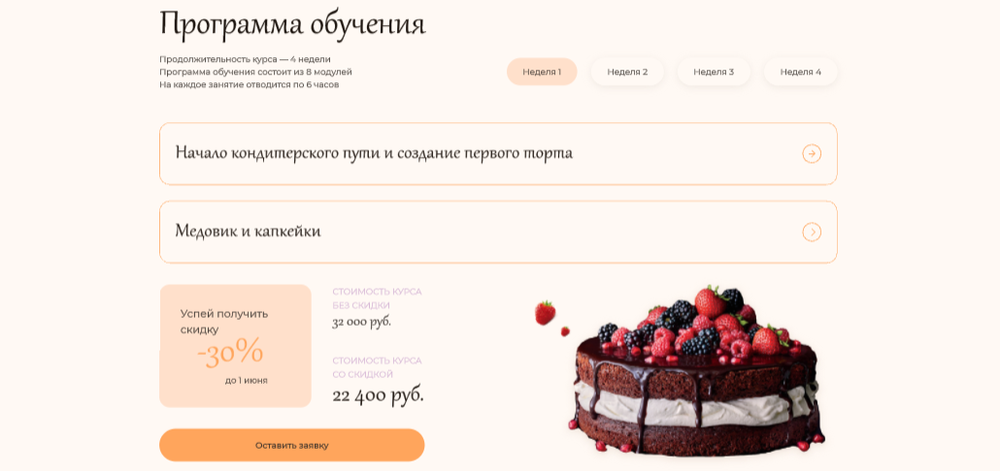 Программа обучения
Продолжительность курса — 4 недели
Программа обучения состоит из 8 модулей
На каждое занятие отводится по 6 часов
Неделя 1
Неделя 2
Неделя 3
Неделя 4
Начало кондитерского пути и создание первого торта
Медовик и капкейки
Успей получить
скидку
-30%
до 1 июня
СТОИМОСТЬ КУРСА
БЕЗ СКИДКИ
32 000 руб.
СТОИМОСТЬ КУРСА
СО СКИДКОЙ
22 400 руб.
Оставить заявку